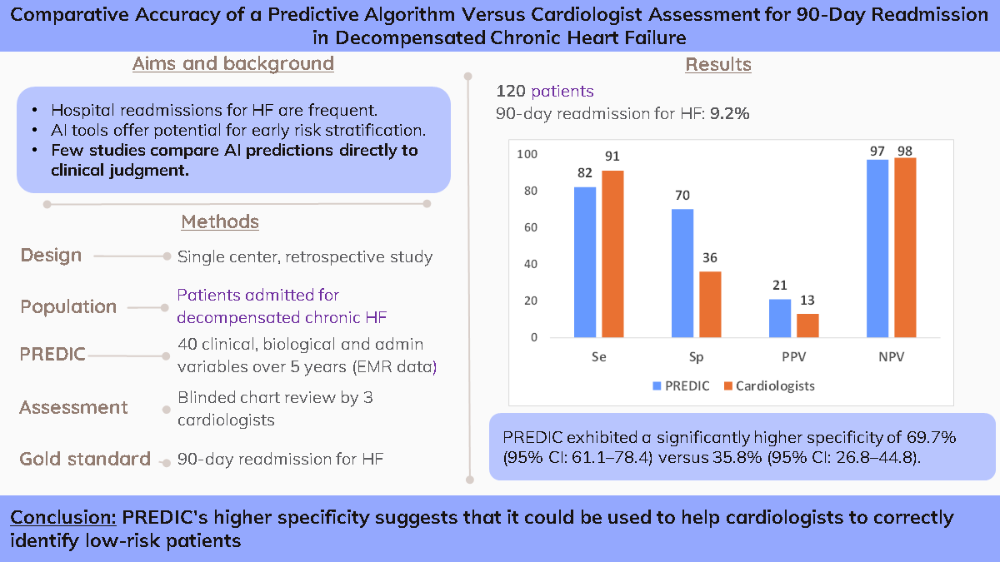 Comparative Accuracy of a Predictive Algorithm Versus Cardiologist Assessment for 90-Day Readmission
in Decompensated Chronic Heart Failure
Aims and background
• Hospital readmissions for HF are frequent.
• AI tools offer potential for early risk stratification.
• Few studies compare AI predictions directly to
clinical judgment.
Methods
Design
Single center, retrospective study
Population
Patients admitted for
decompensated chronic HF
PREDIC
40 clinical, biological and admin
variables over 5 years (EMR data)
Assessment
Blinded chart review by 3
cardiologists
Gold standard
90-day readmission for HF
Results
120 patients
90-day readmission for HF: 9.2%
100
80
60
40
20
0
82
91
70
36
21
13
97
98
Se
Sp
PPV
NPV
PREDIC
Cardiologists
PREDIC exhibited a significantly higher specificity of 69.7%
(95% CI: 61.1–78.4) versus 35.8% (95% CI: 26.8–44.8).
Conclusion: PREDIC's higher specificity suggests that it could be used to help cardiologists to correctly
identify low-risk patients